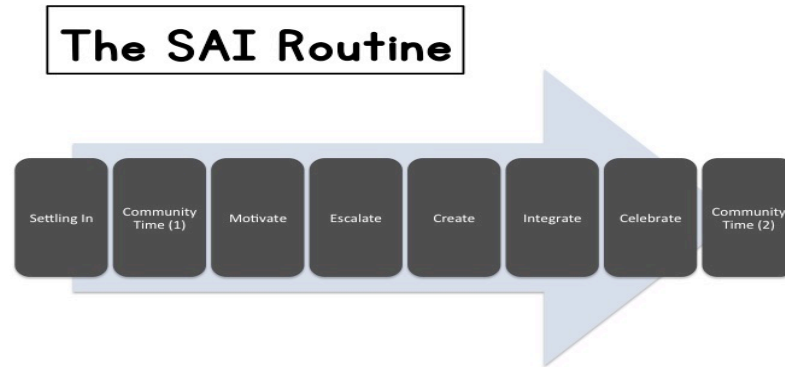 The SAI Routine
Settling In
Community
Time (1)
Motivate
Escalate
Create
Integrate
Celebrate
Community
Time (2)